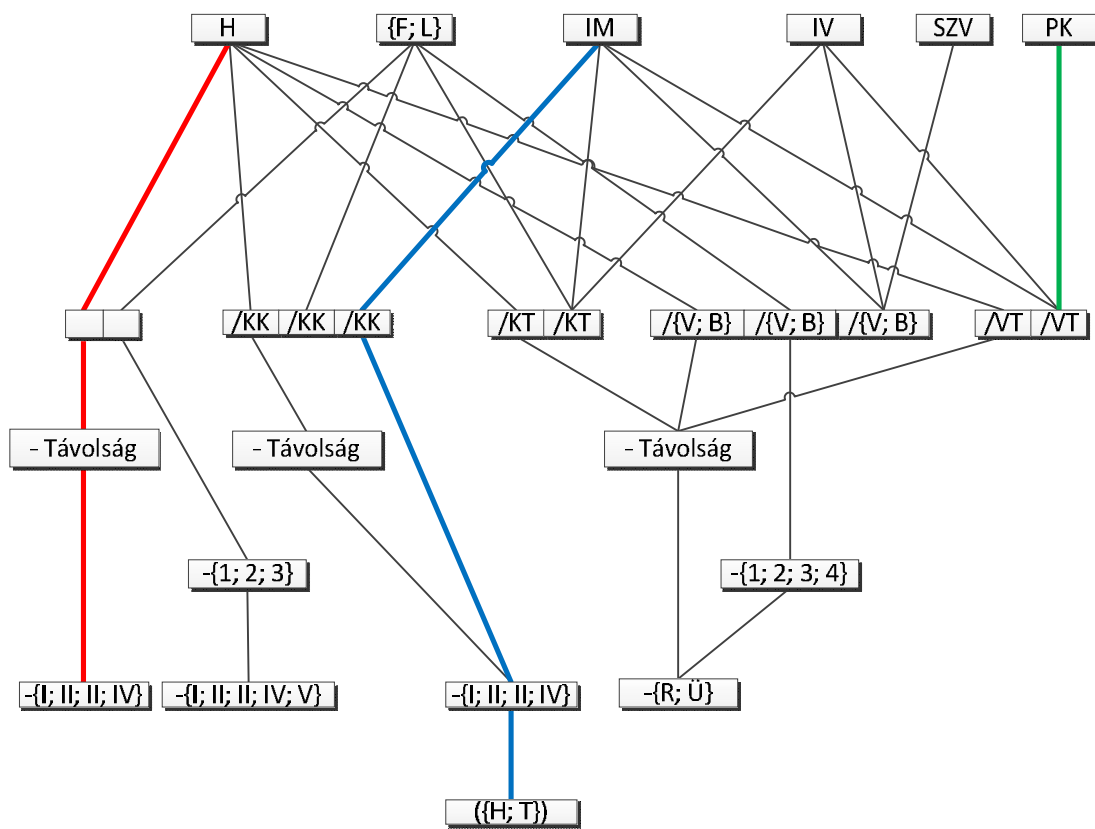 H {F; L} IM IV SZV PK
/KK /KK /KK /KT /KT /{V; B} /{V; B} /{V; B} /VT /VT
- Távolság - Távolság - Távolság
-{1; 2; 3} -{1; 2; 3; 4}
-{I; II; II; IV} -{I; II; II; IV; V} -{I; II; II; IV} -{R; Ü}
({H; T})